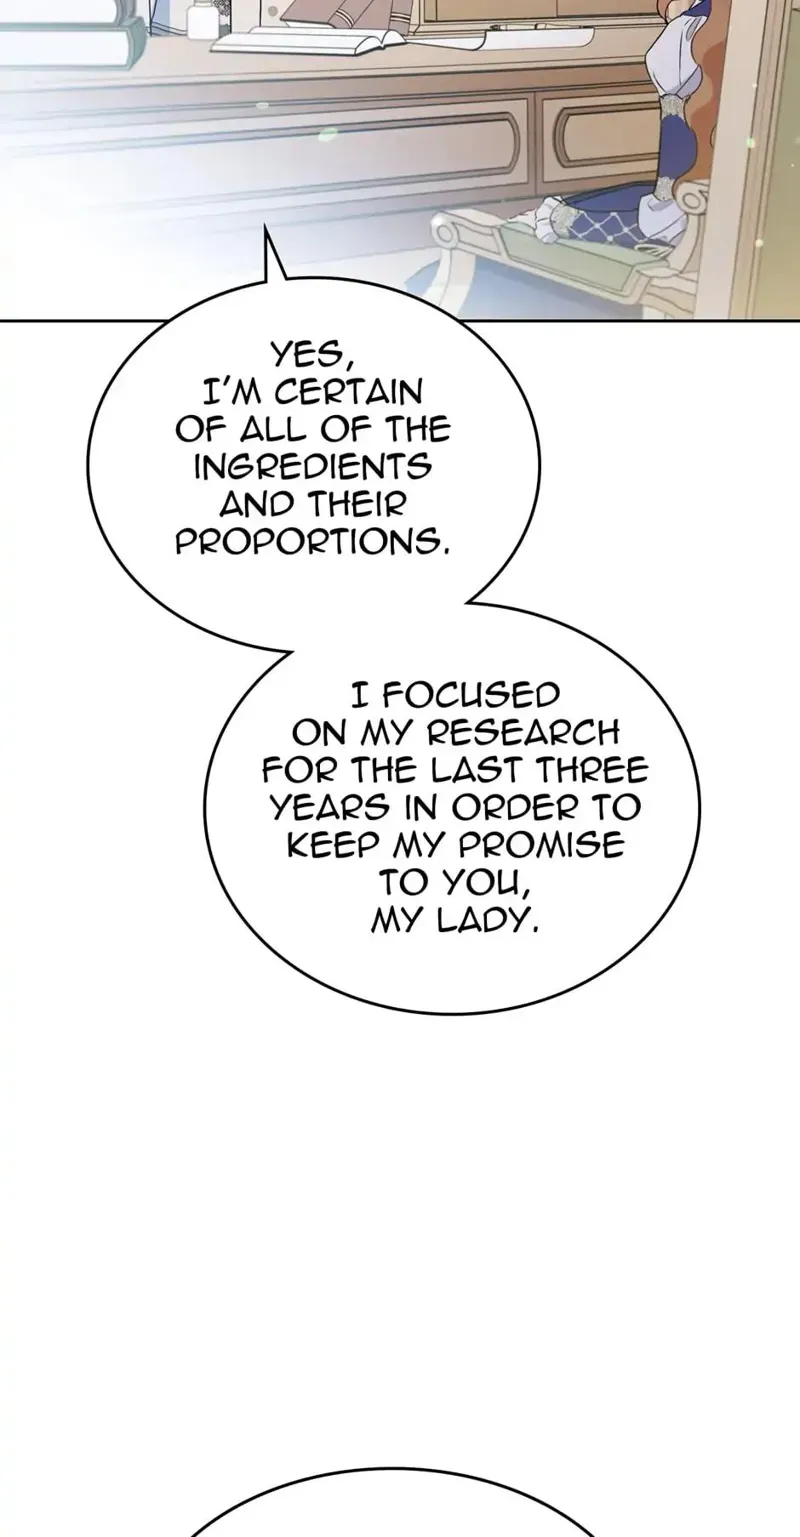 YES,
I'M CERTAIN
OF ALL OF THE
INGREDIENTS
AND THEIR
PROPORTIONS.
I FOCUSED
ON MY RESEARCH
FOR THE LAST THREE
YEARS IN ORDER TO
KEEP MY PROMISE
TO YOU,
MY LADY.